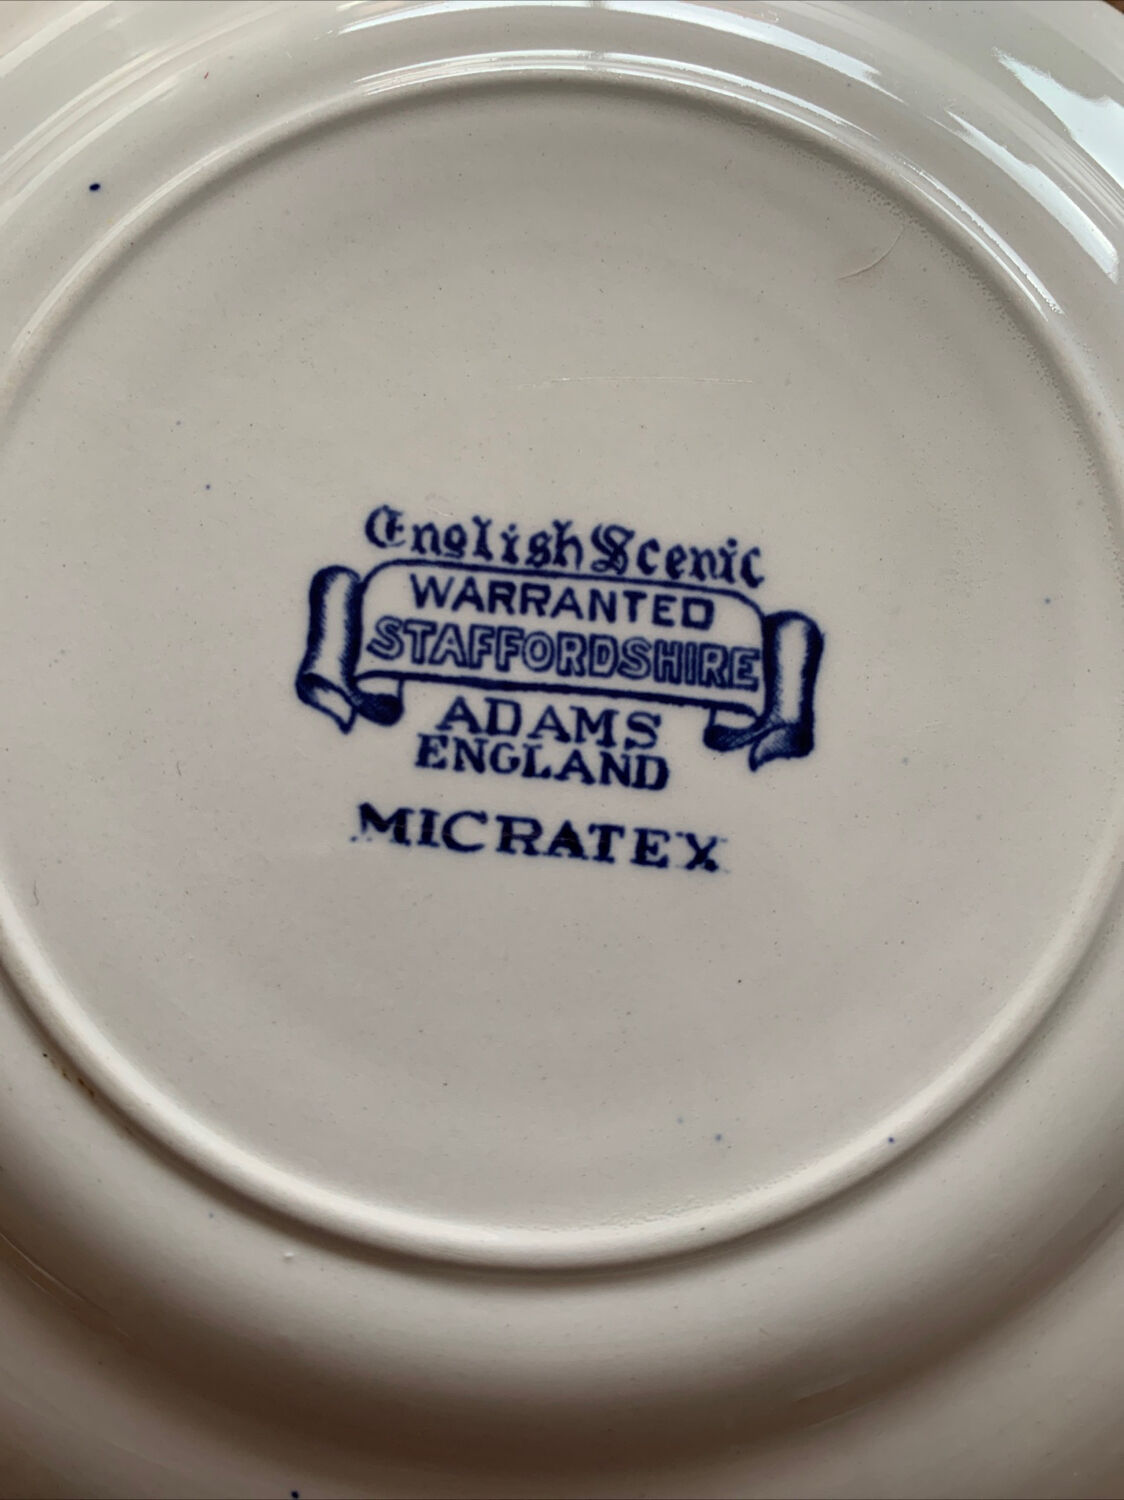 English Scenic
WARRANTED
STAFFORDSHIRE
ADAMS
ENGLAND
MICRATEX